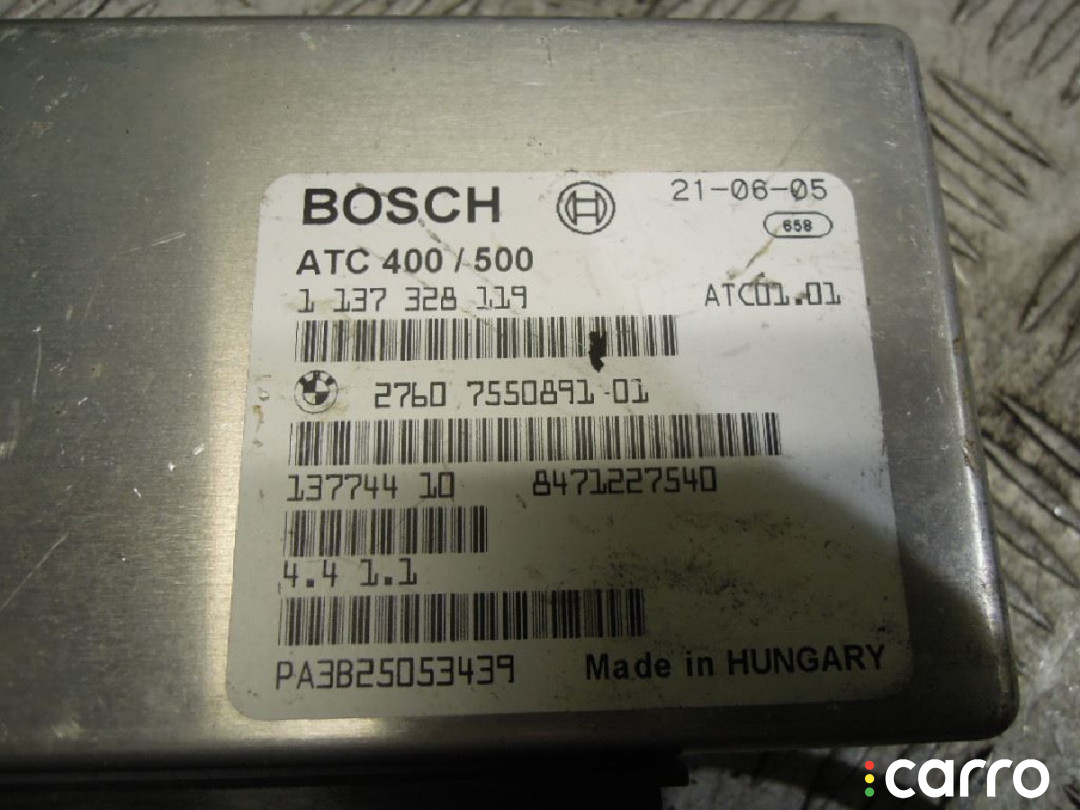 BOSCH 21-06-05
658
ATC 400 / 500
1 137 328 119 ATC01.01
2760 7550891-01
137744 10 8471227540
4.4 1.1
PA3B25053439 Made in HUNGARY
carro